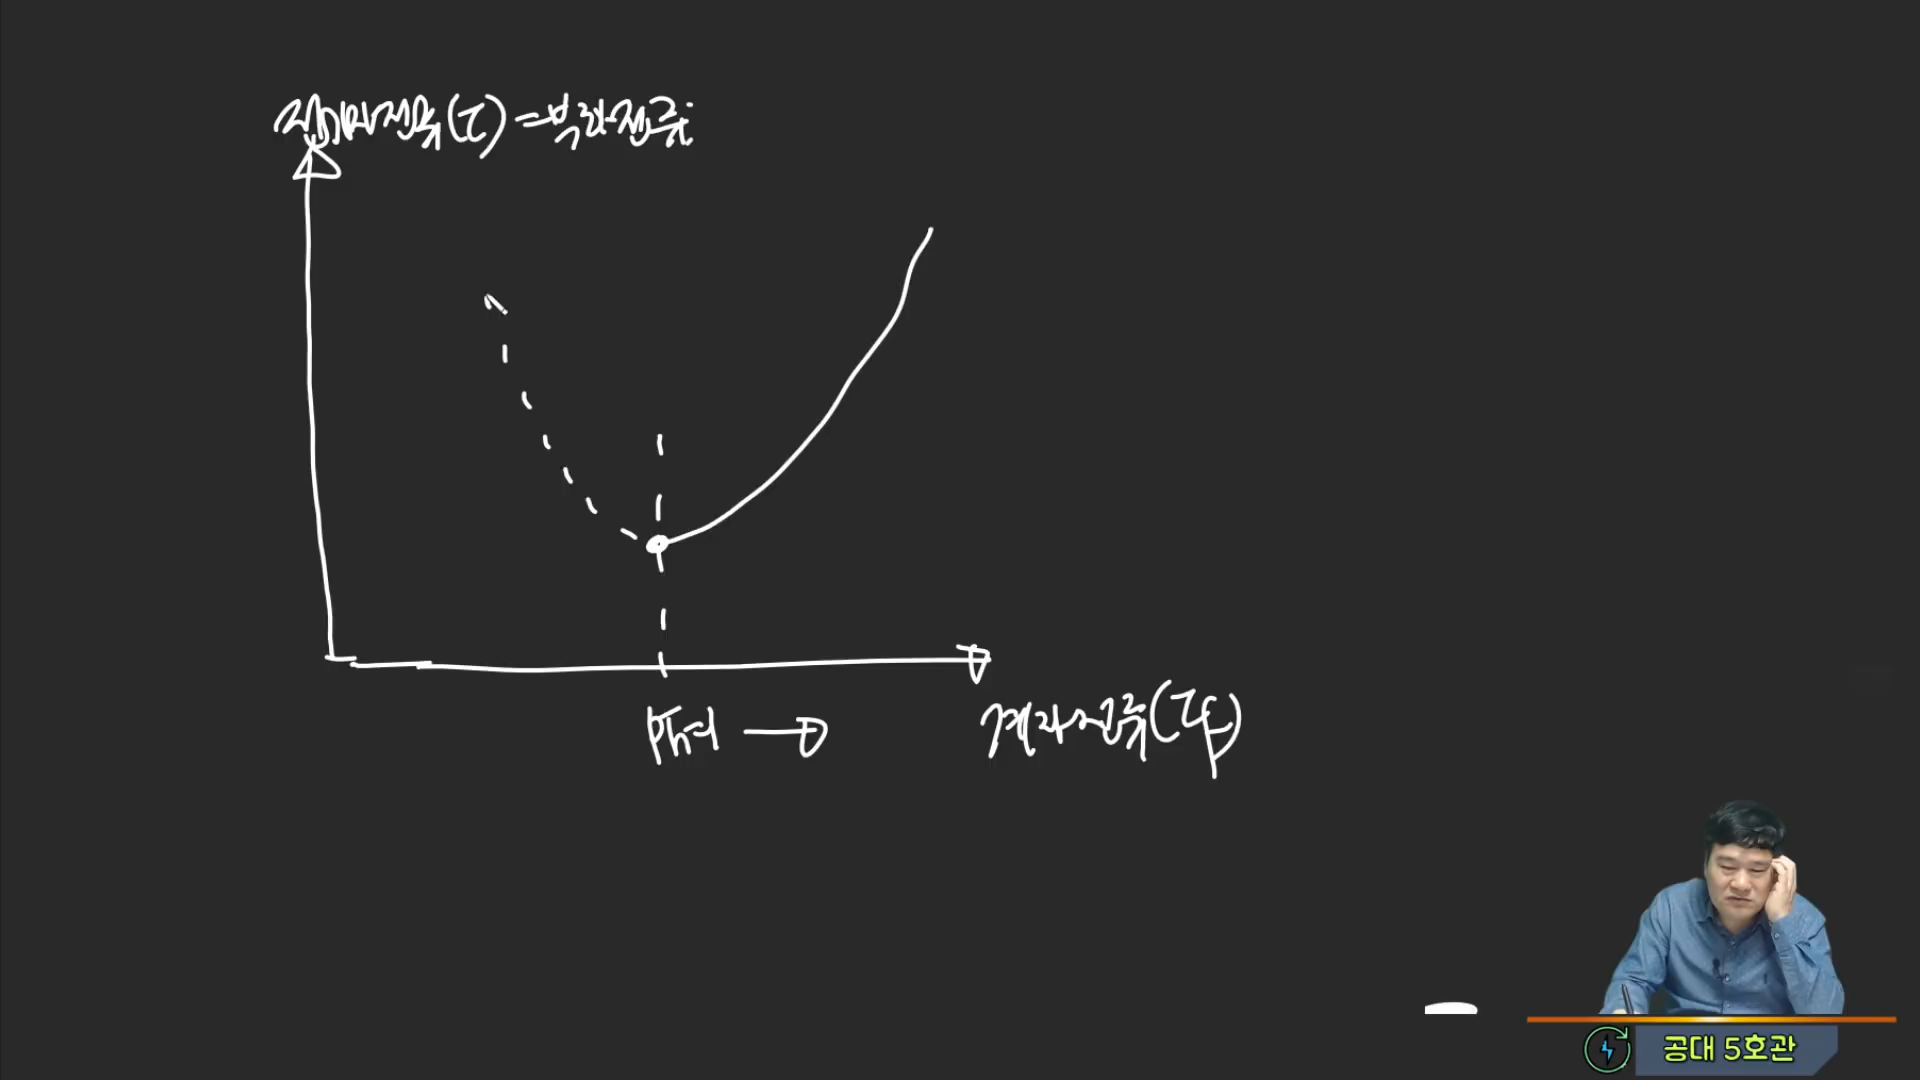 전기자전류(I) = 부하전류
Pf=1 → 계자전류(If)
공대 5호관